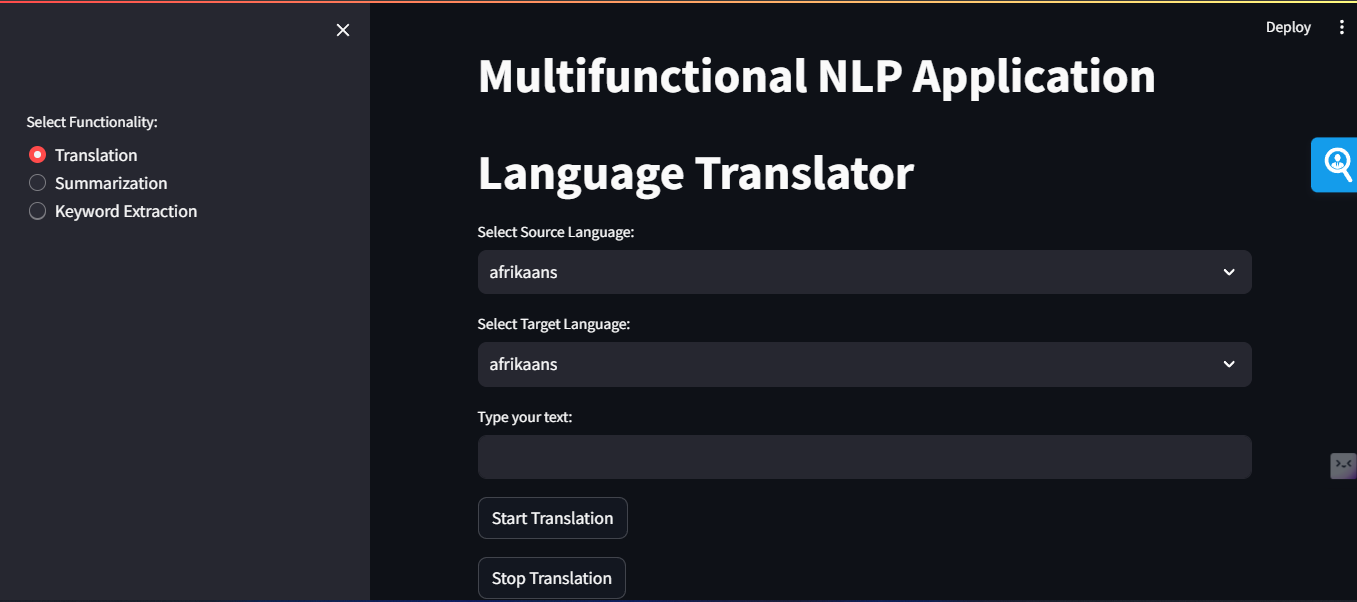 Deploy
Select Functionality:
Translation
Summarization
Keyword Extraction
Multifunctional NLP Application
Language Translator
Select Source Language:
afrikaans
Select Target Language:
afrikaans
Type your text:
Start Translation
Stop Translation